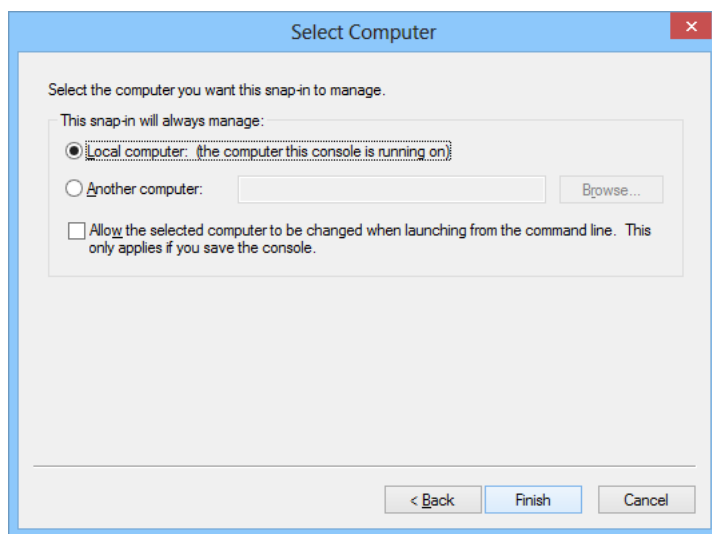 Select Computer
Select the computer you want this snap-in to manage.
This snap-in will always manage:
Local computer: (the computer this console is running on)
Another computer:
Browse...
Allow the selected computer to be changed when launching from the command line. This
only applies if you save the console.
< Back Finish Cancel